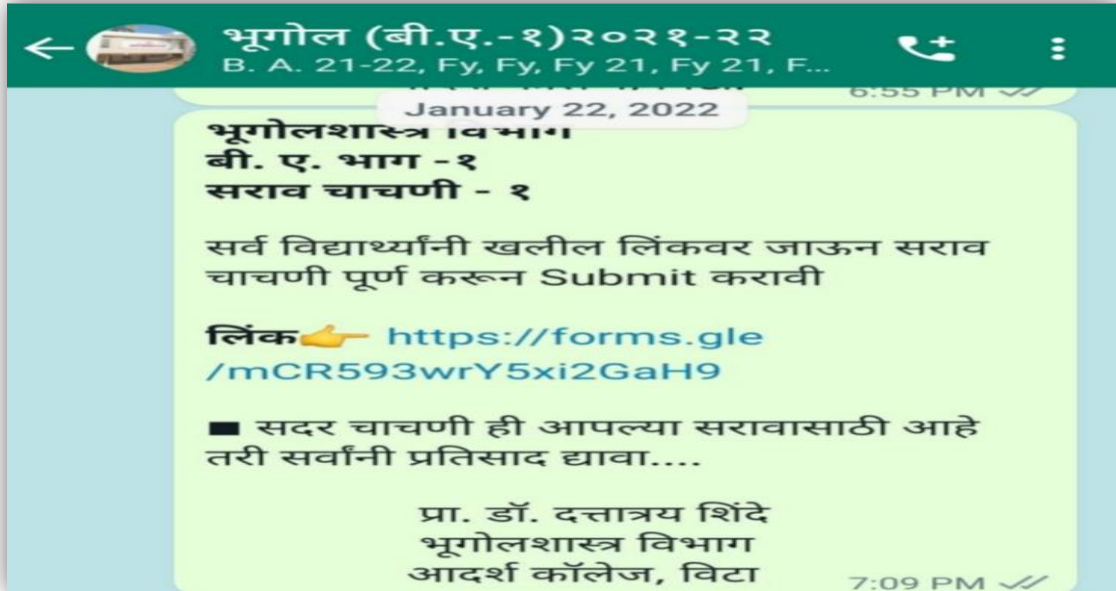 भूगोल (बी.ए.-१)२०२१-२२
B. A. 21-22, Fy, Fy, Fy 21, Fy 21, F...
6:55 PM
January 22, 2022
भूगोलशास्त्र विभाग
बी. ए. भाग -१
सराव चाचणी - १
सर्व विद्यार्थ्यांनी खलील लिंकवर जाऊन सराव
चाचणी पूर्ण करून Submit करावी
लिंक👉 https://forms.gle
/mCR593wrY5xi2GaH9
■ सदर चाचणी ही आपल्या सरावासाठी आहे
तरी सर्वांनी प्रतिसाद द्यावा....
प्रा. डॉ. दत्तात्रय शिंदे
भूगोलशास्त्र विभाग
आदर्श कॉलेज, विटा
7:09 PM